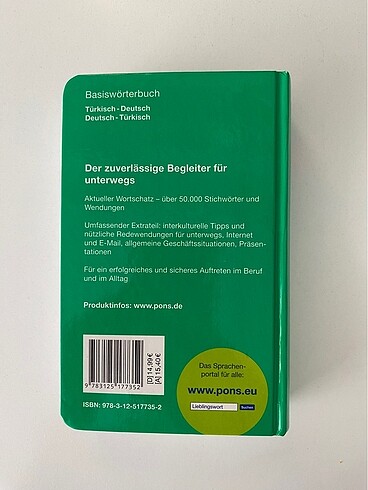 Basiswörterbuch
Türkisch - Deutsch
Deutsch - Türkisch
Der zuverlässige Begleiter für
unterwegs
Aktueller Wortschatz – über 50.000 Stichwörter und
Wendungen
Umfassender Extrateil: interkulturelle Tipps und
nützliche Redewendungen für unterwegs, Internet
und E-Mail, allgemeine Geschäftssituationen, Präsen-
tationen
Für ein erfolgreiches und sicheres Auftreten im Beruf
und im Alltag
Produktinfos: www.pons.de
9 783125 177352
[D] 14,99 €
[A] 15,40 €
ISBN: 978-3-12-517735-2
Das Sprachen-
portal für alle:
www.pons.eu
Lieblingswort
Suchen